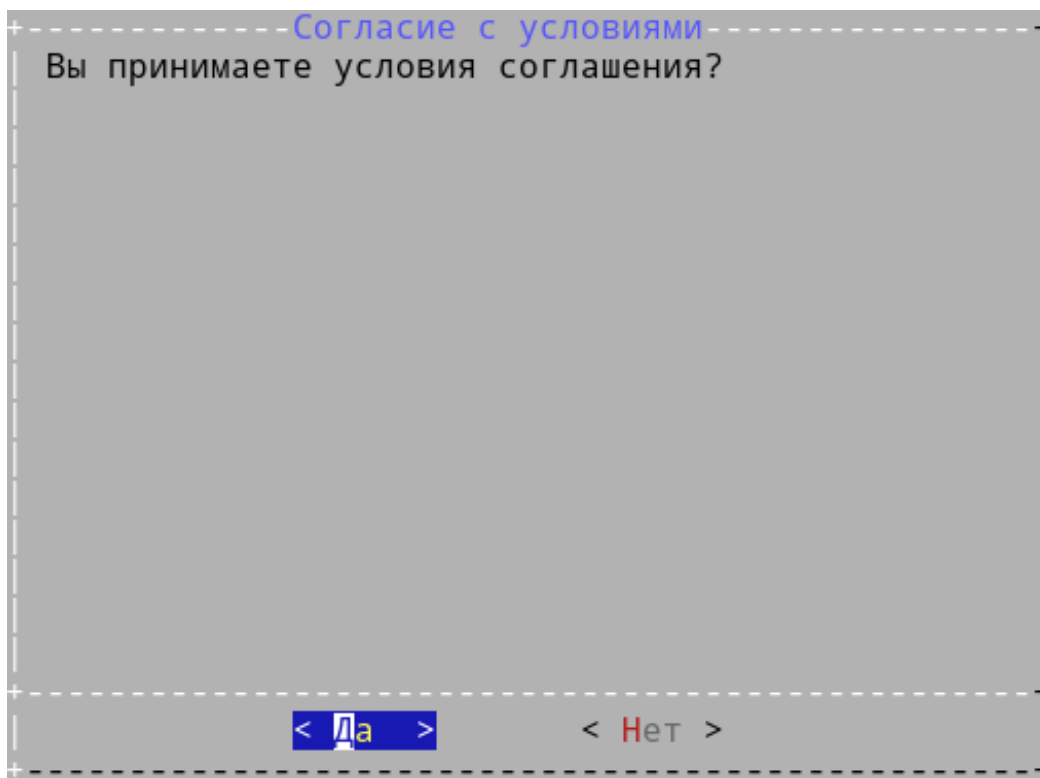 Согласие с условиями
Вы принимаете условия соглашения?
< Да > < Нет >